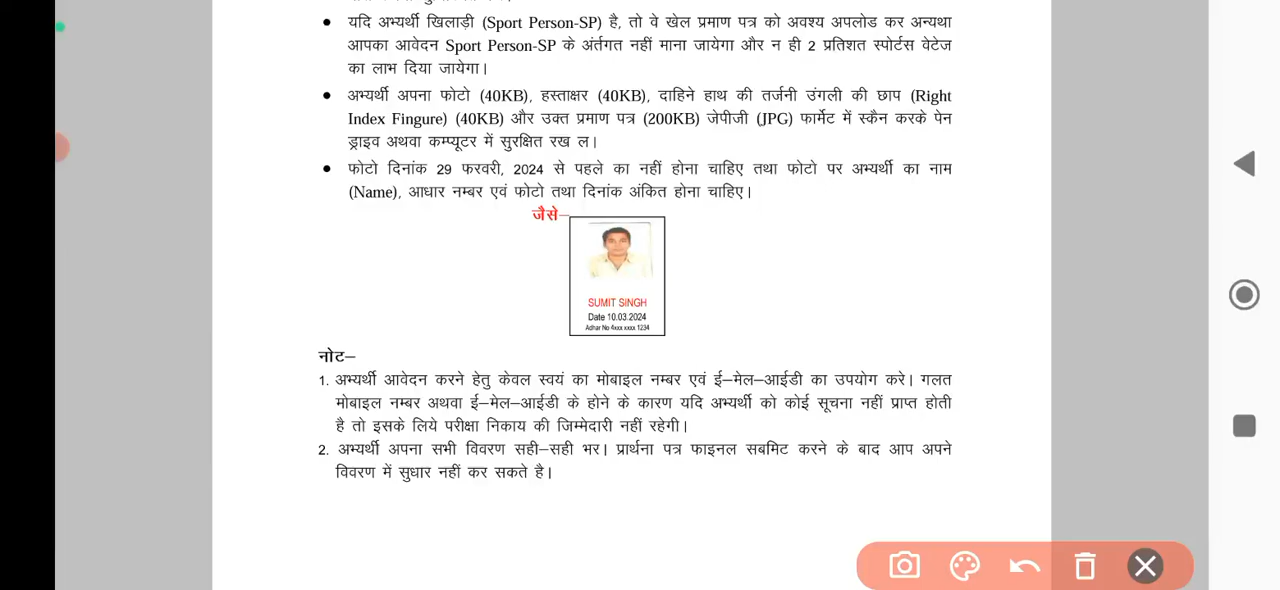 यदि अभ्यर्थी खिलाड़ी (Sport Person-SP) है, तो वे खेल प्रमाण पत्र को अवश्य अपलोड कर अन्यथा
आपका आवेदन Sport Person-SP के अंर्तगत नहीं माना जायेगा और न ही 2 प्रतिशत स्पोर्टस वेटेज
का लाभ दिया जायेगा।
अभ्यर्थी अपना फोटो (40KB), हस्ताक्षर (40KB), दाहिने हाथ की तर्जनी उंगली की छाप (Right
Index Fingure) (40KB) और उक्त प्रमाण पत्र (200KB) जेपीजी (JPG) फार्मेट में स्कैन करके पेन
ड्राइव अथवा कम्प्यूटर में सुरक्षित रख ल।
फोटो दिनांक 29 फरवरी, 2024 से पहले का नहीं होना चाहिए तथा फोटो पर अभ्यर्थी का नाम
(Name), आधार नम्बर एवं फोटो तथा दिनांक अंकित होना चाहिए।
जैसे–
SUMIT SINGH
Date 10.03.2024
Adhar No 4xxx xxxx 1234
नोट–
1. अभ्यर्थी आवेदन करने हेतु केवल स्वयं का मोबाइल नम्बर एवं ई–मेल–आईडी का उपयोग करे। गलत
मोबाइल नम्बर अथवा ई–मेल–आईडी के होने के कारण यदि अभ्यर्थी को कोई सूचना नहीं प्राप्त होती
है तो इसके लिये परीक्षा निकाय की जिम्मेदारी नहीं रहेगी।
2. अभ्यर्थी अपना सभी विवरण सही–सही भर। प्रार्थना पत्र फाइनल सबमिट करने के बाद आप अपने
विवरण में सुधार नहीं कर सकते है।